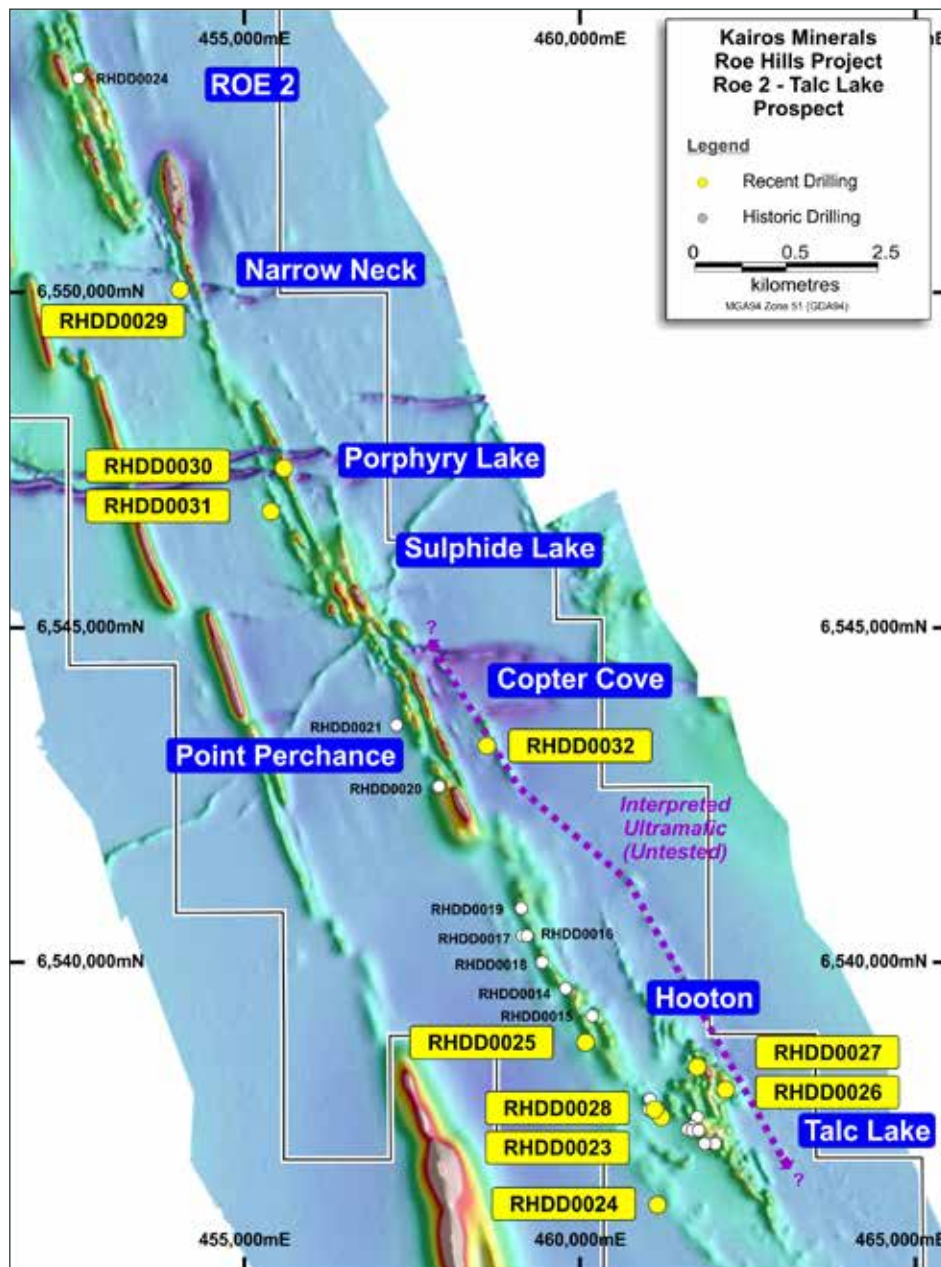 455,000mE
460,000mE
Kairos Minerals
Roe Hills Project
Roe 2 - Talc Lake
Prospect
Legend
Recent Drilling
Historic Drilling
0 0.5 2.5
kilometres
MGA94 Zone 51 (GDA94)
RHDD0024
ROE 2
Narrow Neck
6,550,000mN
RHDD0029
RHDD0030
Porphyry Lake
RHDD0031
Sulphide Lake
6,545,000mN
6,545,000mN
?
Copter Cove
RHDD0021
Point Perchance
RHDD0032
RHDD0020
Interpreted
Ultramafic
(Untested)
RHDD0019
RHDD0017
RHDD0016
RHDD0018
6,540,000mN
6,540,000mN
RHDD0014
Hooton
RHDD0015
RHDD0025
RHDD0027
RHDD0026
RHDD0028
Talc Lake
RHDD0023
?
RHDD0024
455,000mE
460,000mE
465,000mE